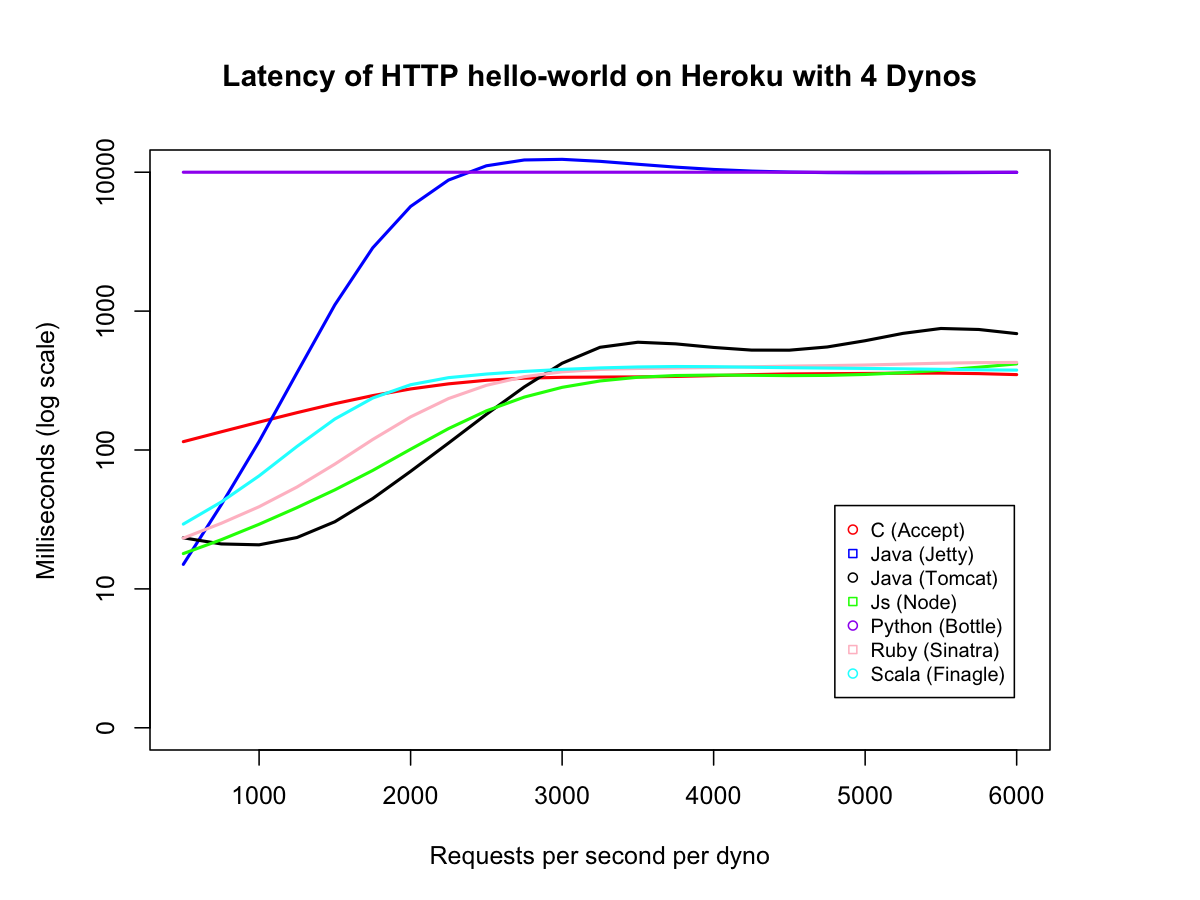 Latency of HTTP hello-world on Heroku with 4 Dynos
Milliseconds (log scale)
10000
1000
100
10
0
C (Accept)
Java (Jetty)
Java (Tomcat)
Js (Node)
Python (Bottle)
Ruby (Sinatra)
Scala (Finagle)
1000 2000 3000 4000 5000 6000
Requests per second per dyno